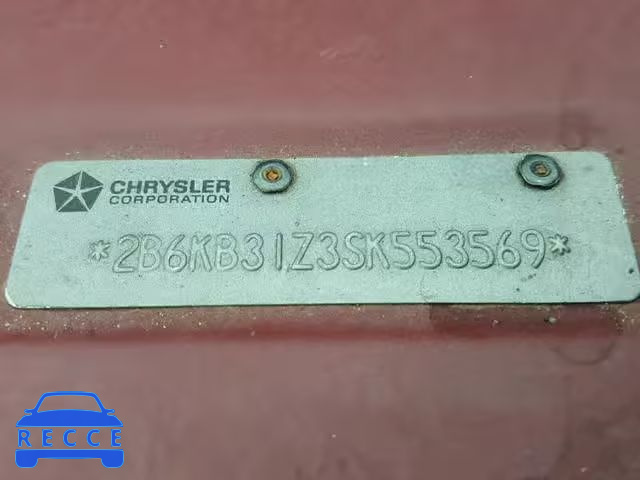 CHRYSLER
CORPORATION
*2B6KB31Z3SK553569*
RECCE